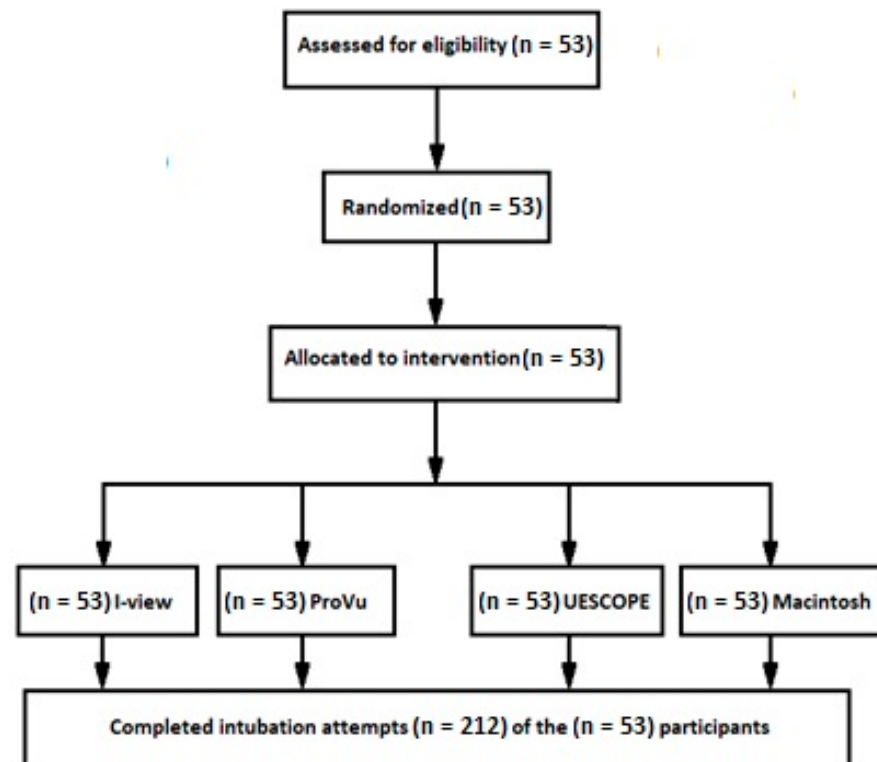 Assessed for eligibility (n = 53)
Randomized (n = 53)
Allocated to intervention (n = 53)
(n = 53) I-view
(n = 53) ProVu
(n = 53) UESCOPE
(n = 53) Macintosh
Completed intubation attempts (n = 212) of the (n = 53) participants